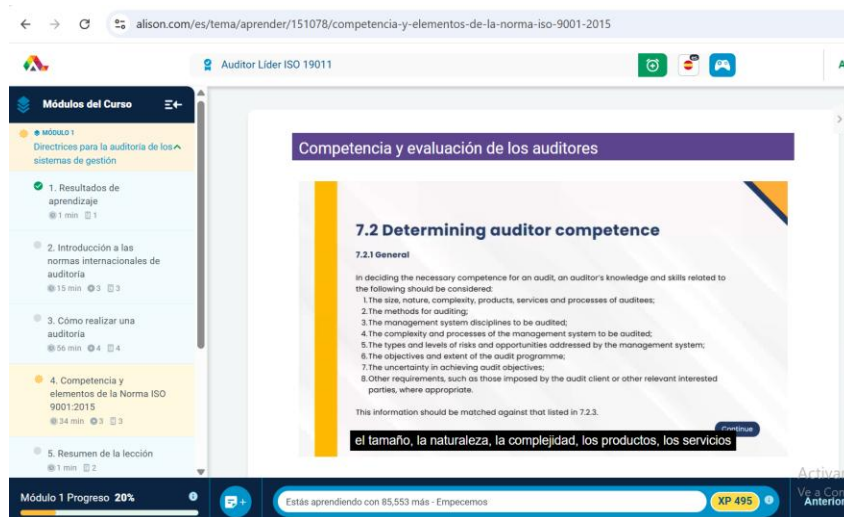 alison.com/es/tema/aprender/151078/competencia-y-elementos-de-la-norma-iso-9001-2015
Auditor Líder ISO 19011
Módulos del Curso
MÓDULO 1
Directrices para la auditoría de los
sistemas de gestión
1. Resultados de
aprendizaje
1 min 1
2. Introducción a las
normas internacionales de
auditoría
15 min 3 3
3. Cómo realizar una
auditoría
56 min 4 4
4. Competencia y
elementos de la Norma ISO
9001:2015
34 min 3 3
5. Resumen de la lección
1 min 2
Módulo 1 Progreso 20%
Competencia y evaluación de los auditores
7.2 Determining auditor competence
7.2.1 General
In deciding the necessary competence for an audit, an auditor's knowledge and skills related to
the following should be considered:
1. The size, nature, complexity, products, services and processes of auditees;
2. The methods for auditing;
3. The management system disciplines to be audited;
4. The complexity and processes of the management system to be audited;
5. The types and levels of risks and opportunities addressed by the management system;
6. The objectives and extent of the audit programme;
7. The uncertainty in achieving audit objectives;
8. Other requirements, such as those imposed by the audit client or other relevant interested
parties, where appropriate.
This information should be matched against that listed in 7.2.3.
Continue
el tamaño, la naturaleza, la complejidad, los productos, los servicios
Estás aprendiendo con 85,553 más - Empecemos
XP 495
Activar
Ve a Con
Anterior